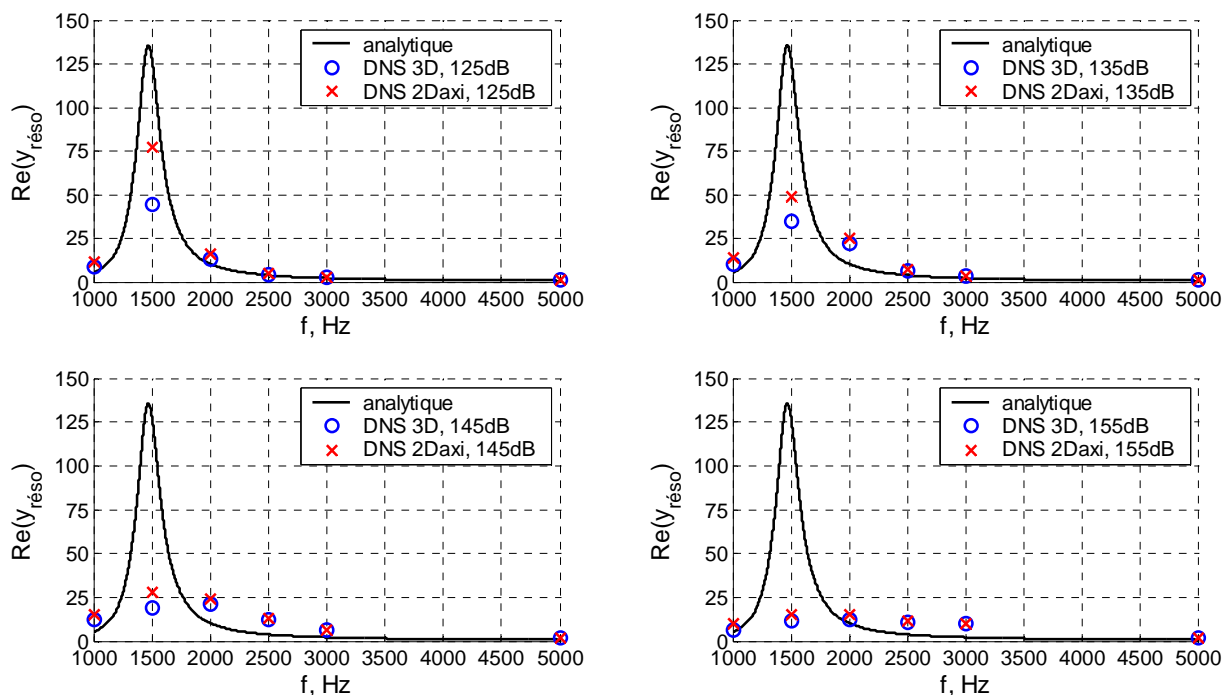 150
125
100
75
50
25
0
Re(y_réso)
analytique
DNS 3D, 125dB
DNS 2Daxi, 125dB
1000 1500 2000 2500 3000 3500 4000 4500 5000
f, Hz
150
125
100
75
50
25
0
Re(y_réso)
analytique
DNS 3D, 135dB
DNS 2Daxi, 135dB
1000 1500 2000 2500 3000 3500 4000 4500 5000
f, Hz
150
125
100
75
50
25
0
Re(y_réso)
analytique
DNS 3D, 145dB
DNS 2Daxi, 145dB
1000 1500 2000 2500 3000 3500 4000 4500 5000
f, Hz
150
125
100
75
50
25
0
Re(y_réso)
analytique
DNS 3D, 155dB
DNS 2Daxi, 155dB
1000 1500 2000 2500 3000 3500 4000 4500 5000
f, Hz